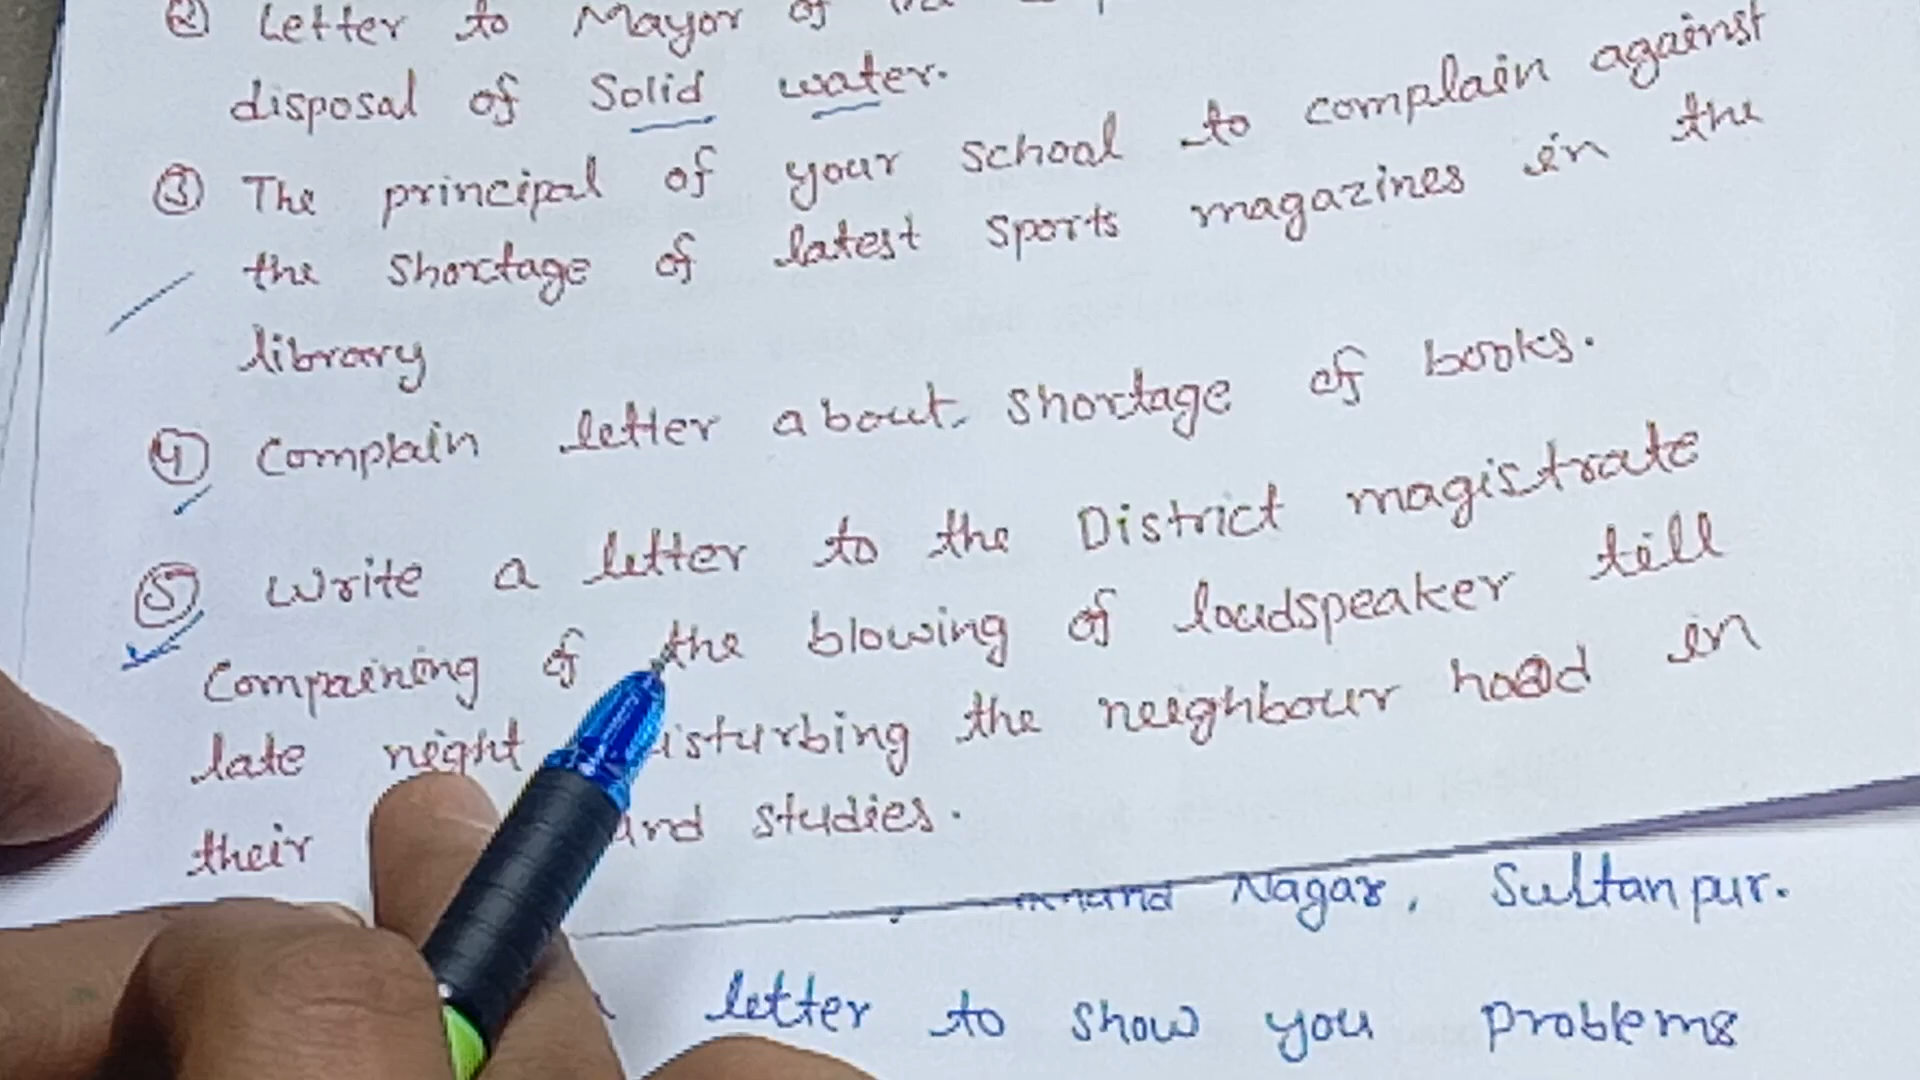 ② Letter to Mayor of
disposal of Solid water.
③ The principal of your school to complain against
the shortage of latest sports magazines in the
library
④ Complain letter about shortage of books.
⑤ Write a letter to the District magistrate
Compraining of the blowing of loudspeaker till
late night disturbing the neighbour hood in
their and studies.
Nagar, Sultanpur.
letter to show you problems